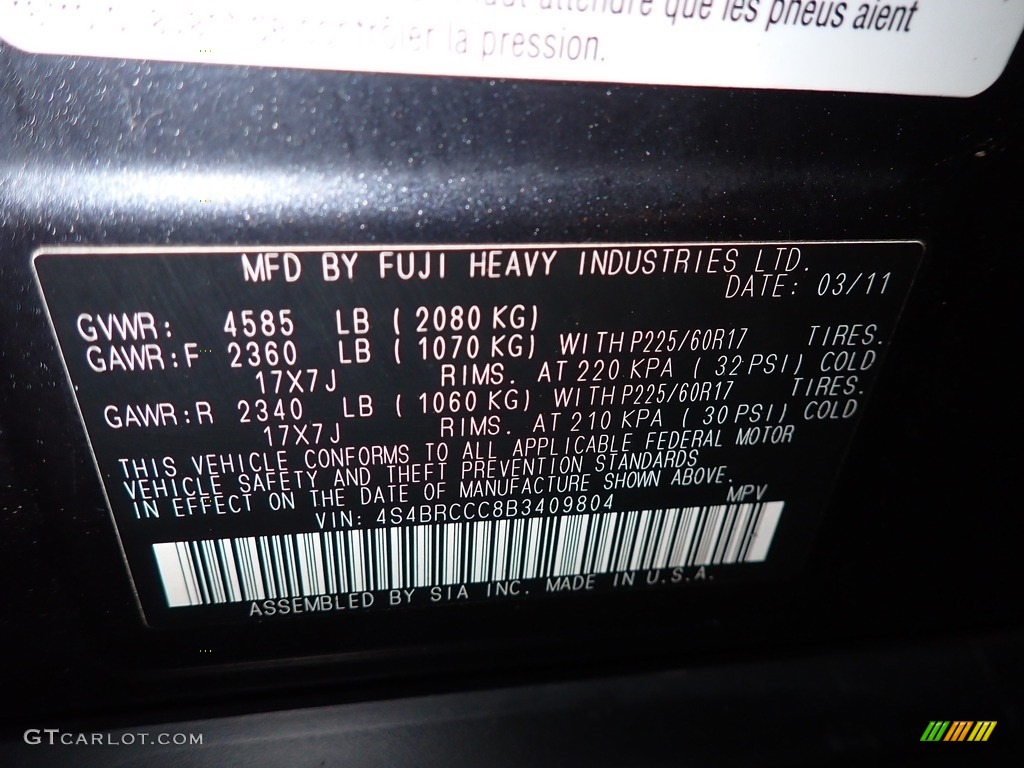 attendre que les pneus aient
contrôler la pression.
MFD BY FUJI HEAVY INDUSTRIES LTD.
DATE: 03/11
GVWR: 4585 LB ( 2080 KG)
GAWR:F 2360 LB ( 1070 KG) WITH P225/60R17 TIRES.
17X7J RIMS. AT 220 KPA ( 32 PSI) COLD
GAWR:R 2340 LB ( 1060 KG) WITH P225/60R17 TIRES.
17X7J RIMS. AT 210 KPA ( 30 PSI) COLD
THIS VEHICLE CONFORMS TO ALL APPLICABLE FEDERAL MOTOR
VEHICLE SAFETY AND THEFT PREVENTION STANDARDS
IN EFFECT ON THE DATE OF MANUFACTURE SHOWN ABOVE.
VIN: 4S4BRCCC8B3409804 MPV
ASSEMBLED BY SIA INC. MADE IN U.S.A.
GTCARLOT.COM